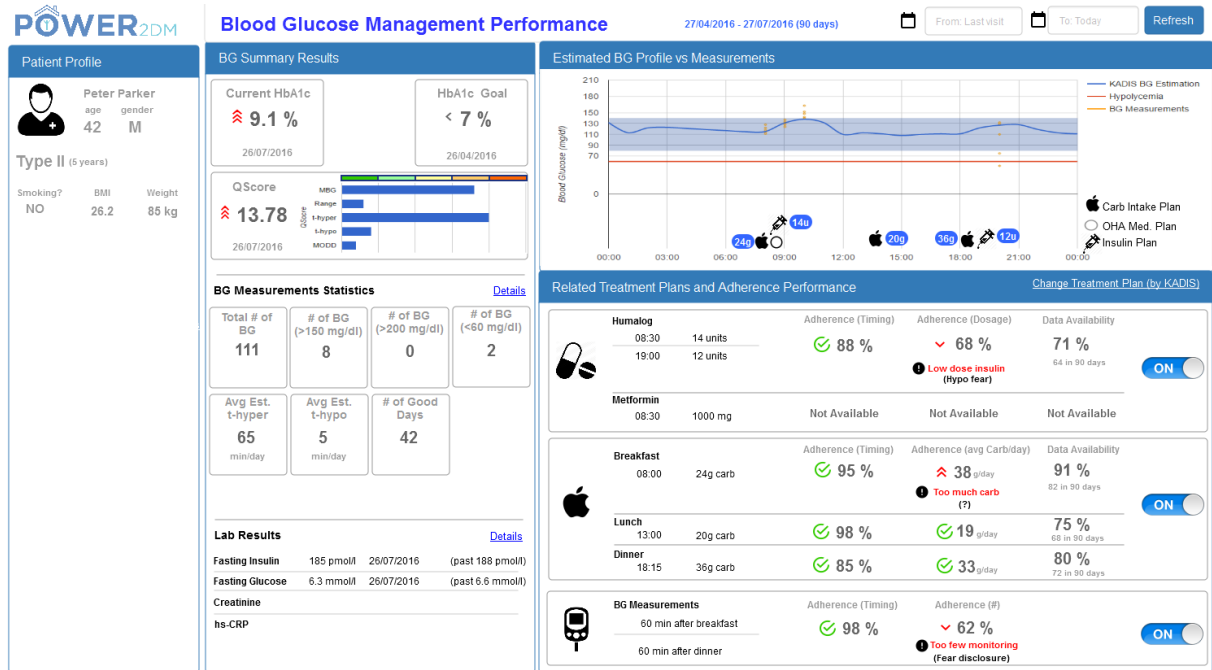 POWER2DM
Blood Glucose Management Performance
27/04/2016 - 27/07/2016 (90 days)
From: Last visit
To: Today
Refresh
Patient Profile
Peter Parker
age gender
42 M
Type II (5 years)
Smoking? BMI Weight
NO 26.2 85 kg
BG Summary Results
Current HbA1c
9.1 %
26/07/2016
HbA1c Goal
< 7 %
26/04/2016
QScore
13.78
26/07/2016
QScore
MBG
Range
t-hyper
t-hypo
MODD
BG Measurements Statistics
Details
Total # of BG
111
# of BG
(>150 mg/dl)
8
# of BG
(>200 mg/dl)
0
# of BG
(<60 mg/dl)
2
Avg Est.
t-hyper
65
min/day
Avg Est.
t-hypo
5
min/day
# of Good
Days
42
Lab Results
Details
Fasting Insulin 185 pmol/l 26/07/2016 (past 188 pmol/l)
Fasting Glucose 6.3 mmol/l 26/07/2016 (past 6.6 mmol/l)
Creatinine
hs-CRP
Estimated BG Profile vs Measurements
Blood Glucose (mg/dl)
210
180
150
130
110
90
70
0
KADIS BG Estimation
Hypolycemia
BG Measurements
24g
14u
20g
36g
12u
00:00 03:00 06:00 09:00 12:00 15:00 18:00 21:00 00:00
Carb Intake Plan
OHA Med. Plan
Insulin Plan
Related Treatment Plans and Adherence Performance
Change Treatment Plan (by KADIS)
Humalog
08:30 14 units
19:00 12 units
Adherence (Timing)
88 %
Adherence (Dosage)
68 %
Low dose insulin
(Hypo fear)
Data Availability
71 %
64 in 90 days
ON
Metformin
08:30 1000 mg
Not Available Not Available Not Available
Breakfast
08:00 24g carb
Adherence (Timing)
95 %
Adherence (avg Carb/day)
38 g/day
Too much carb
(?)
Data Availability
91 %
82 in 90 days
ON
Lunch
13:00 20g carb
98 %
19 g/day
75 %
68 in 90 days
Dinner
18:15 36g carb
85 %
33 g/day
80 %
72 in 90 days
BG Measurements
60 min after breakfast
60 min after dinner
Adherence (Timing)
98 %
Adherence (#)
62 %
Too few monitoring
(Fear disclosure)
ON